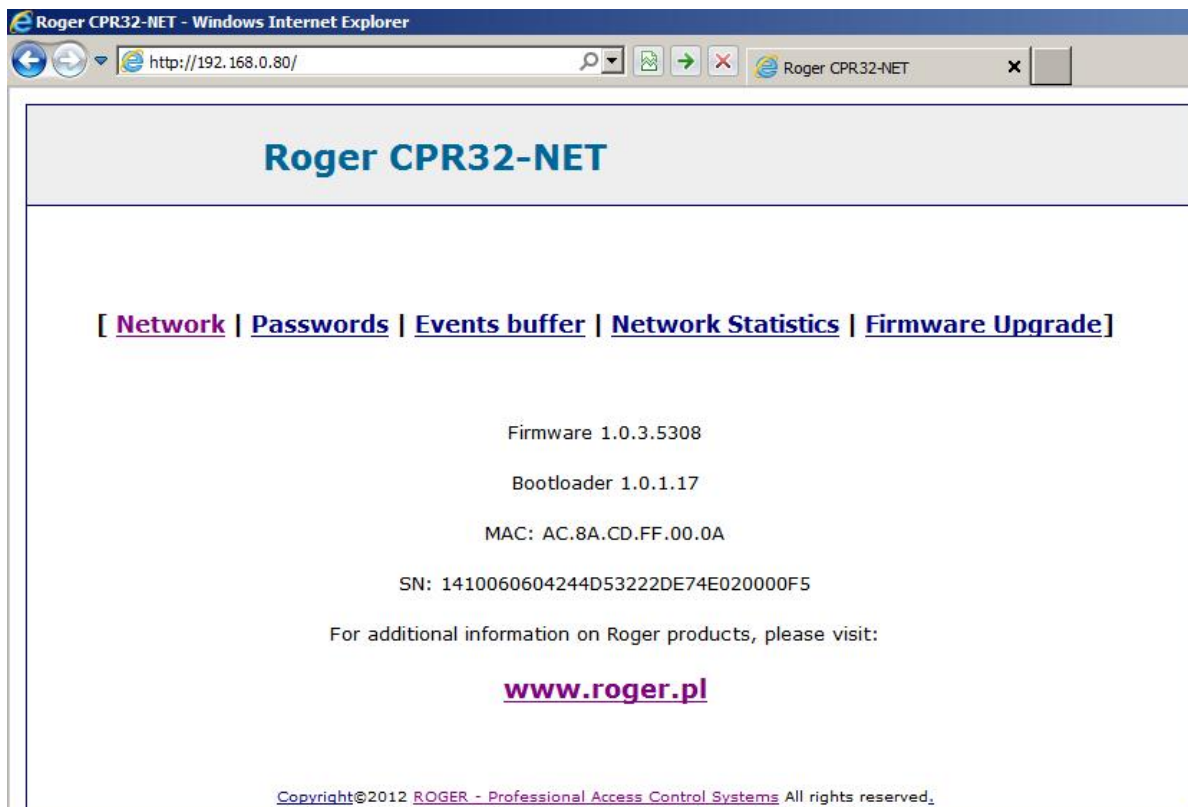 Roger CPR32-NET - Windows Internet Explorer
http://192.168.0.80/
Roger CPR32-NET
Roger CPR32-NET
[ Network | Passwords | Events buffer | Network Statistics | Firmware Upgrade]
Firmware 1.0.3.5308
Bootloader 1.0.1.17
MAC: AC.8A.CD.FF.00.0A
SN: 1410060604244D53222DE74E020000F5
For additional information on Roger products, please visit:
www.roger.pl
Copyright©2012 ROGER - Professional Access Control Systems All rights reserved.